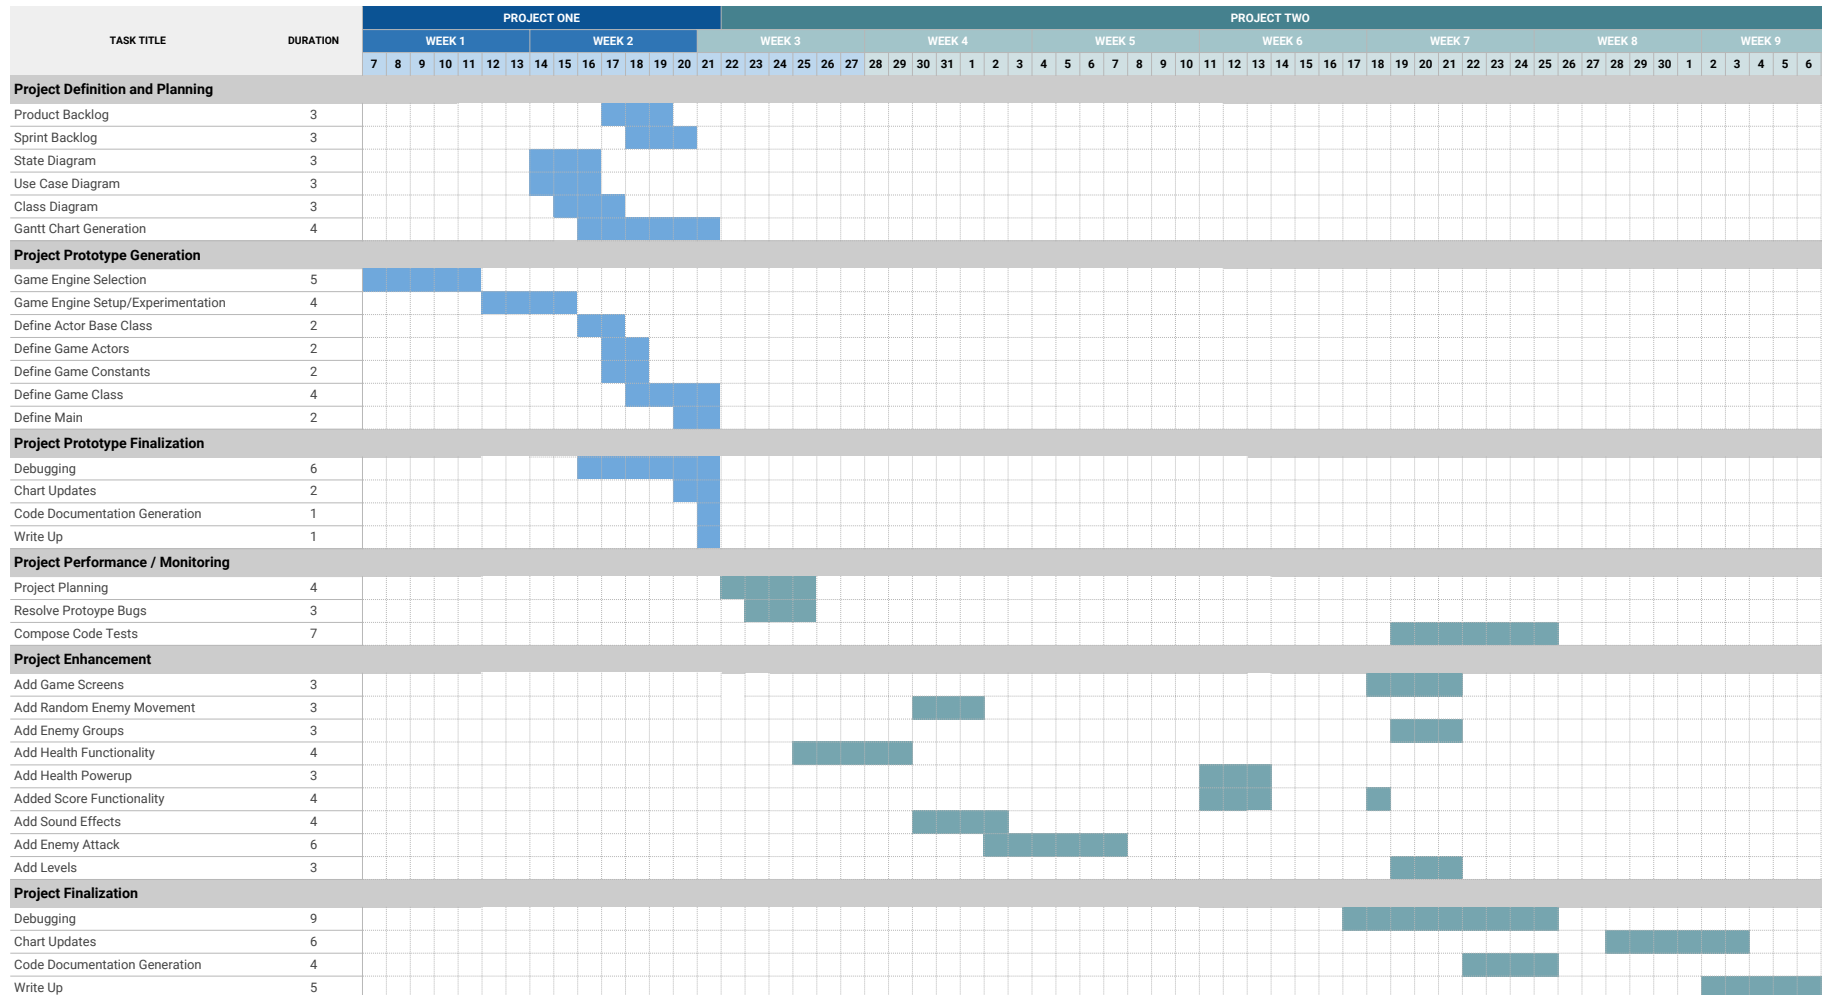 PROJECT ONE PROJECT TWO
TASK TITLE DURATION WEEK 1 WEEK 2 WEEK 3 WEEK 4 WEEK 5 WEEK 6 WEEK 7 WEEK 8 WEEK 9
7 8 9 10 11 12 13 14 15 16 17 18 19 20 21 22 23 24 25 26 27 28 29 30 31 1 2 3 4 5 6 7 8 9 10 11 12 13 14 15 16 17 18 19 20 21 22 23 24 25 26 27 28 29 30 1 2 3 4 5 6
Project Definition and Planning
Product Backlog 3
Sprint Backlog 3
State Diagram 3
Use Case Diagram 3
Class Diagram 3
Gantt Chart Generation 4
Project Prototype Generation
Game Engine Selection 5
Game Engine Setup/Experimentation 4
Define Actor Base Class 2
Define Game Actors 2
Define Game Constants 2
Define Game Class 4
Define Main 2
Project Prototype Finalization
Debugging 6
Chart Updates 2
Code Documentation Generation 1
Write Up 1
Project Performance / Monitoring
Project Planning 4
Resolve Protoype Bugs 3
Compose Code Tests 7
Project Enhancement
Add Game Screens 3
Add Random Enemy Movement 3
Add Enemy Groups 3
Add Health Functionality 4
Add Health Powerup 3
Added Score Functionality 4
Add Sound Effects 4
Add Enemy Attack 6
Add Levels 3
Project Finalization
Debugging 9
Chart Updates 6
Code Documentation Generation 4
Write Up 5